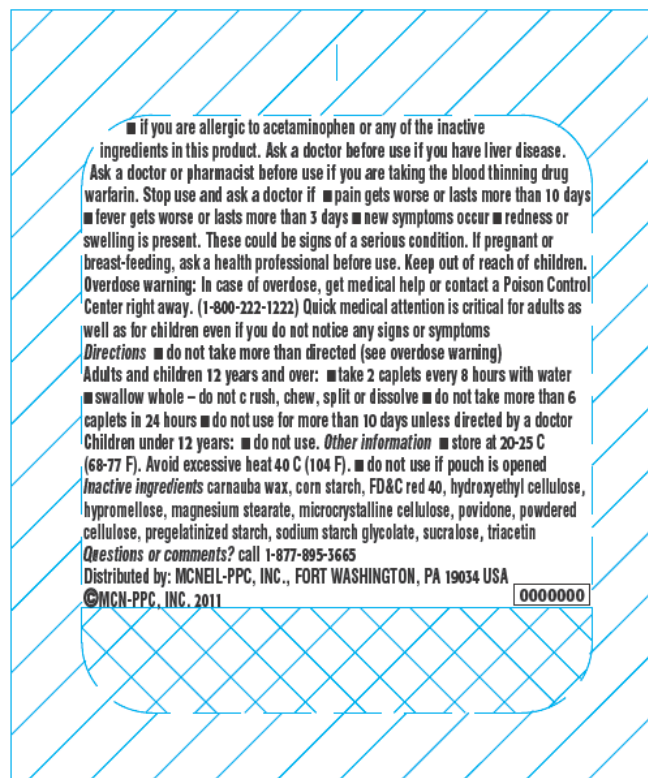 ■ if you are allergic to acetaminophen or any of the inactive
ingredients in this product. Ask a doctor before use if you have liver disease.
Ask a doctor or pharmacist before use if you are taking the blood thinning drug
warfarin. Stop use and ask a doctor if ■ pain gets worse or lasts more than 10 days
■ fever gets worse or lasts more than 3 days ■ new symptoms occur ■ redness or
swelling is present. These could be signs of a serious condition. If pregnant or
breast-feeding, ask a health professional before use. Keep out of reach of children.
Overdose warning: In case of overdose, get medical help or contact a Poison Control
Center right away. (1-800-222-1222) Quick medical attention is critical for adults as
well as for children even if you do not notice any signs or symptoms
Directions ■ do not take more than directed (see overdose warning)
Adults and children 12 years and over: ■ take 2 caplets every 8 hours with water
■ swallow whole – do not c rush, chew, split or dissolve ■ do not take more than 6
caplets in 24 hours ■ do not use for more than 10 days unless directed by a doctor
Children under 12 years: ■ do not use. Other information ■ store at 20-25 C
(68-77 F). Avoid excessive heat 40 C (104 F). ■ do not use if pouch is opened
Inactive ingredients carnauba wax, corn starch, FD&C red 40, hydroxyethyl cellulose,
hypromellose, magnesium stearate, microcrystalline cellulose, povidone, powdered
cellulose, pregelatinized starch, sodium starch glycolate, sucralose, triacetin
Questions or comments? call 1-877-895-3665
Distributed by: MCNEIL-PPC, INC., FORT WASHINGTON, PA 19034 USA
©MCN-PPC, INC. 2011
0000000